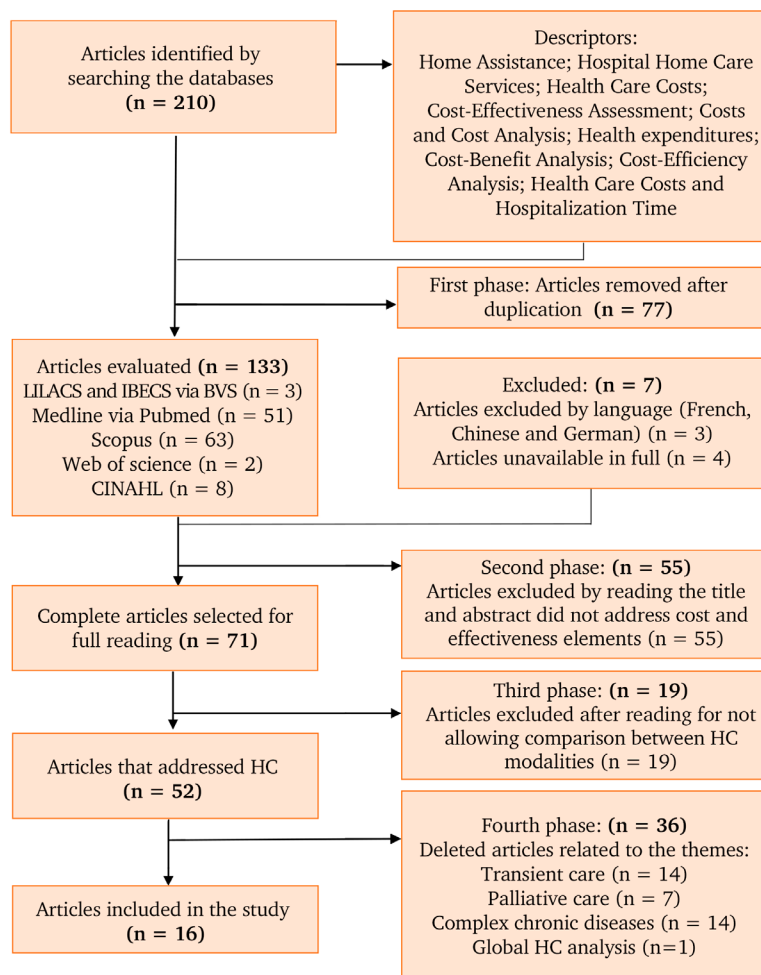 Articles identified by
searching the databases
(n = 210)
Descriptors:
Home Assistance; Hospital Home Care
Services; Health Care Costs;
Cost-Effectiveness Assessment; Costs
and Cost Analysis; Health expenditures;
Cost-Benefit Analysis; Cost-Efficiency
Analysis; Health Care Costs and
Hospitalization Time
First phase: Articles removed after
duplication (n = 77)
Articles evaluated (n = 133)
LILACS and IBECS via BVS (n = 3)
Medline via Pubmed (n = 51)
Scopus (n = 63)
Web of science (n = 2)
CINAHL (n = 8)
Excluded: (n = 7)
Articles excluded by language (French,
Chinese and German) (n = 3)
Articles unavailable in full (n = 4)
Second phase: (n = 55)
Articles excluded by reading the title
and abstract did not address cost and
effectiveness elements (n = 55)
Complete articles selected for
full reading (n = 71)
Third phase: (n = 19)
Articles excluded after reading for not
allowing comparison between HC
modalities (n = 19)
Articles that addressed HC
(n = 52)
Fourth phase: (n = 36)
Deleted articles related to the themes:
Transient care (n = 14)
Palliative care (n = 7)
Complex chronic diseases (n = 14)
Global HC analysis (n=1)
Articles included in the study
(n = 16)